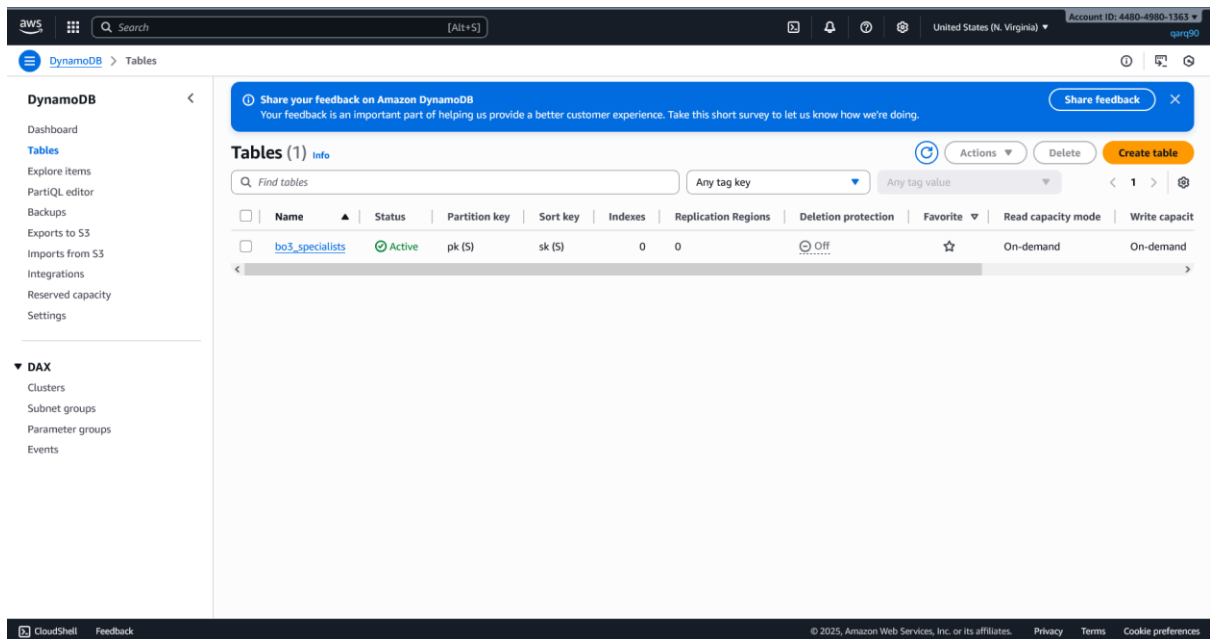 aws Search [Alt+S] United States (N. Virginia) Account ID: 4480-4980-1363
qarq90
DynamoDB > Tables
DynamoDB
Dashboard
Tables
Explore items
PartiQL editor
Backups
Exports to S3
Imports from S3
Integrations
Reserved capacity
Settings
DAX
Clusters
Subnet groups
Parameter groups
Events
Share your feedback on Amazon DynamoDB
Your feedback is an important part of helping us provide a better customer experience. Take this short survey to let us know how we're doing.
Share feedback
Tables (1) Info
Actions Delete Create table
Find tables Any tag key Any tag value 1
Name Status Partition key Sort key Indexes Replication Regions Deletion protection Favorite Read capacity mode Write capacit
bo3_specialists Active pk (S) sk (S) 0 0 Off On-demand On-demand
CloudShell Feedback © 2025, Amazon Web Services, Inc. or its affiliates. Privacy Terms Cookie preferences